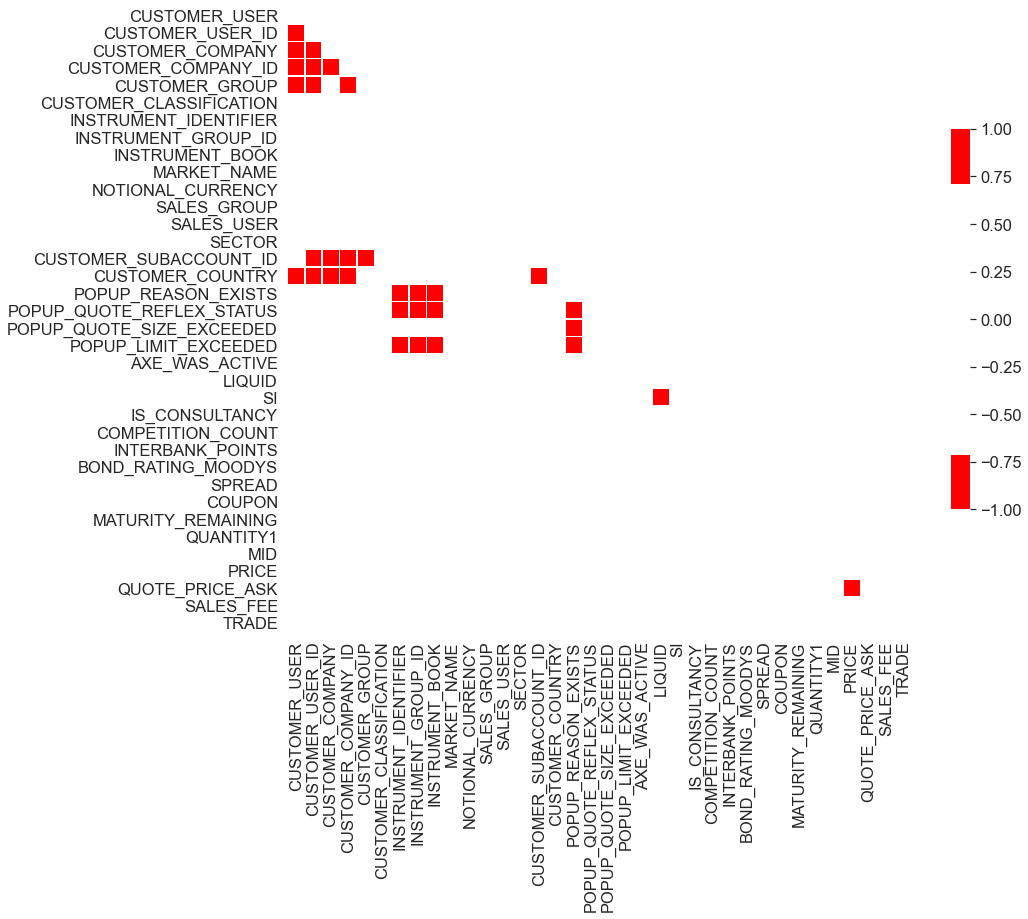 CUSTOMER_USER
CUSTOMER_USER_ID
CUSTOMER_COMPANY
CUSTOMER_COMPANY_ID
CUSTOMER_GROUP
CUSTOMER_CLASSIFICATION
INSTRUMENT_IDENTIFIER
INSTRUMENT_GROUP_ID
INSTRUMENT_BOOK
MARKET_NAME
NOTIONAL_CURRENCY
SALES_GROUP
SALES_USER
SECTOR
CUSTOMER_SUBACCOUNT_ID
CUSTOMER_COUNTRY
POPUP_REASON_EXISTS
POPUP_QUOTE_REFLEX_STATUS
POPUP_QUOTE_SIZE_EXCEEDED
POPUP_LIMIT_EXCEEDED
AXE_WAS_ACTIVE
LIQUID
SI
IS_CONSULTANCY
COMPETITION_COUNT
INTERBANK_POINTS
BOND_RATING_MOODYS
SPREAD
COUPON
MATURITY_REMAINING
QUANTITY1
MID
PRICE
QUOTE_PRICE_ASK
SALES_FEE
TRADE
CUSTOMER_USER
CUSTOMER_USER_ID
CUSTOMER_COMPANY
CUSTOMER_COMPANY_ID
CUSTOMER_GROUP
CUSTOMER_CLASSIFICATION
INSTRUMENT_IDENTIFIER
INSTRUMENT_GROUP_ID
INSTRUMENT_BOOK
MARKET_NAME
NOTIONAL_CURRENCY
SALES_GROUP
SALES_USER
SECTOR
CUSTOMER_SUBACCOUNT_ID
CUSTOMER_COUNTRY
POPUP_REASON_EXISTS
POPUP_QUOTE_REFLEX_STATUS
POPUP_QUOTE_SIZE_EXCEEDED
POPUP_LIMIT_EXCEEDED
AXE_WAS_ACTIVE
LIQUID
SI
IS_CONSULTANCY
COMPETITION_COUNT
INTERBANK_POINTS
BOND_RATING_MOODYS
SPREAD
COUPON
MATURITY_REMAINING
QUANTITY1
MID
PRICE
QUOTE_PRICE_ASK
SALES_FEE
TRADE
1.00
0.75
0.50
0.25
0.00
−0.25
−0.50
−0.75
−1.00